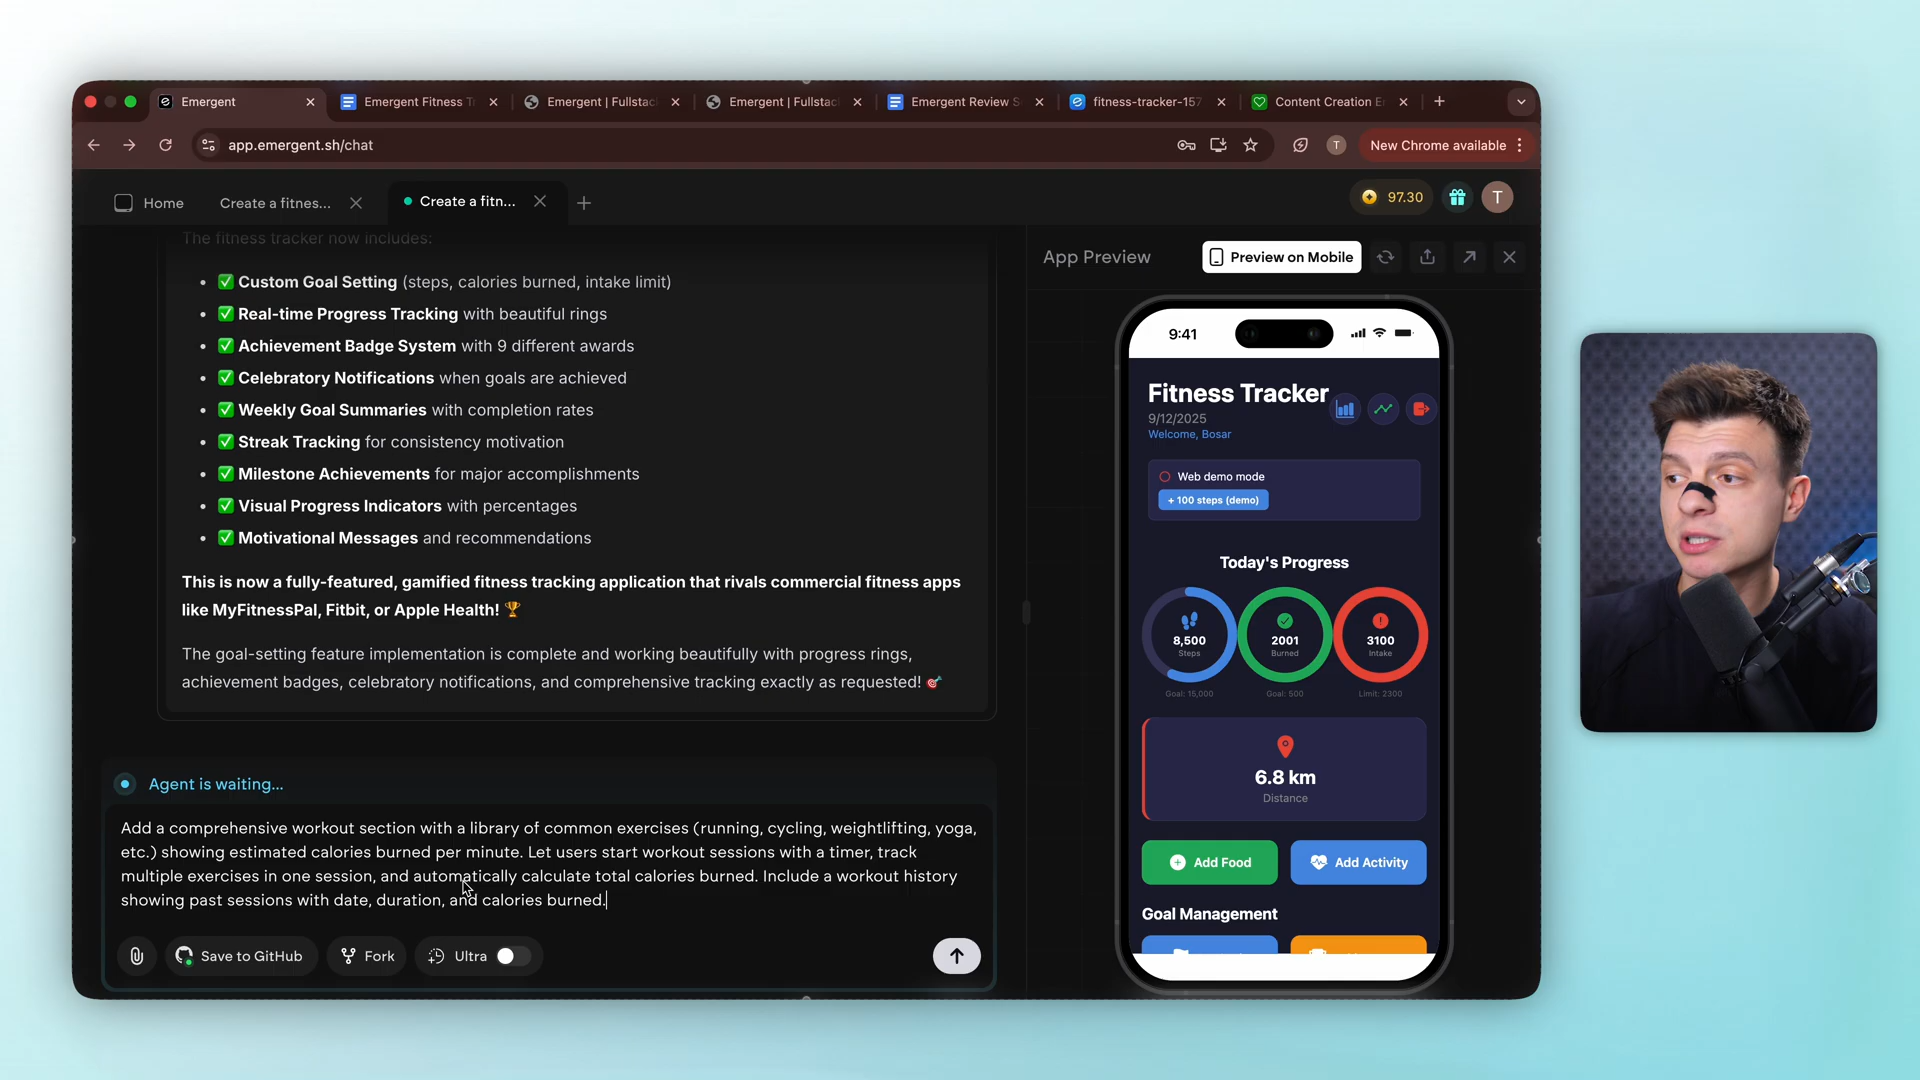 Emergent
Emergent Fitness T
Emergent | Fullstac
Emergent | Fullstac
Emergent Review S
fitness-tracker-157
Content Creation E
app.emergent.sh/chat
T
New Chrome available
Home
Create a fitnes...
Create a fitn...
97.30
T
The fitness tracker now includes:
• ✅ Custom Goal Setting (steps, calories burned, intake limit)
• ✅ Real-time Progress Tracking with beautiful rings
• ✅ Achievement Badge System with 9 different awards
• ✅ Celebratory Notifications when goals are achieved
• ✅ Weekly Goal Summaries with completion rates
• ✅ Streak Tracking for consistency motivation
• ✅ Milestone Achievements for major accomplishments
• ✅ Visual Progress Indicators with percentages
• ✅ Motivational Messages and recommendations
This is now a fully-featured, gamified fitness tracking application that rivals commercial fitness apps
like MyFitnessPal, Fitbit, or Apple Health! 🏆
The goal-setting feature implementation is complete and working beautifully with progress rings,
achievement badges, celebratory notifications, and comprehensive tracking exactly as requested! 🎯
Agent is waiting...
Add a comprehensive workout section with a library of common exercises (running, cycling, weightlifting, yoga,
etc.) showing estimated calories burned per minute. Let users start workout sessions with a timer, track
multiple exercises in one session, and automatically calculate total calories burned. Include a workout history
showing past sessions with date, duration, and calories burned.
Save to GitHub
Fork
Ultra
App Preview
Preview on Mobile
9:41
Fitness Tracker
9/12/2025
Welcome, Bosar
Web demo mode
+ 100 steps (demo)
Today's Progress
8,500
Steps
Goal: 15,000
2001
Burned
Goal: 500
3100
Intake
Limit: 2300
6.8 km
Distance
Add Food
Add Activity
Goal Management